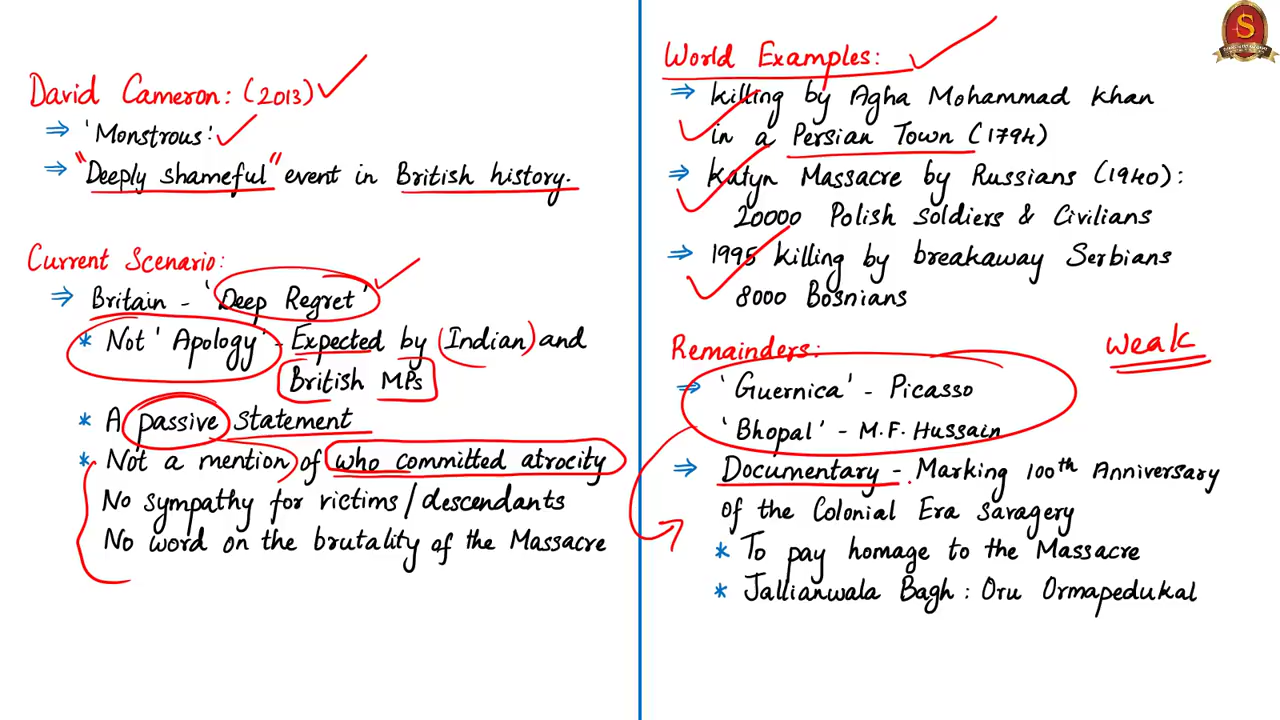 David Cameron: (2013)
⇒ 'Monstrous'.
⇒ "Deeply shameful" event in British history.
Current Scenario:
⇒ Britain - 'Deep Regret'
* Not 'Apology' - Expected by (Indian) and
British MPs
* A passive statement
* Not a mention of who committed atrocity
No sympathy for victims/descendants
No word on the brutality of the Massacre
World Examples:
⇒ killing by Agha Mohammad Khan
in a Persian Town (1794)
⇒ Katyn Massacre by Russians (1940):
20000 Polish soldiers & Civilians
⇒ 1995 killing by breakaway Serbians
8000 Bosnians
Remainders:
weak
⇒ 'Guernica' - Picasso
'Bhopal' - M.F. Hussain
⇒ Documentary - Marking 100th Anniversary
of the Colonial Era savagery
* To pay homage to the Massacre
* Jallianwala Bagh: Oru Ormapedukal
S